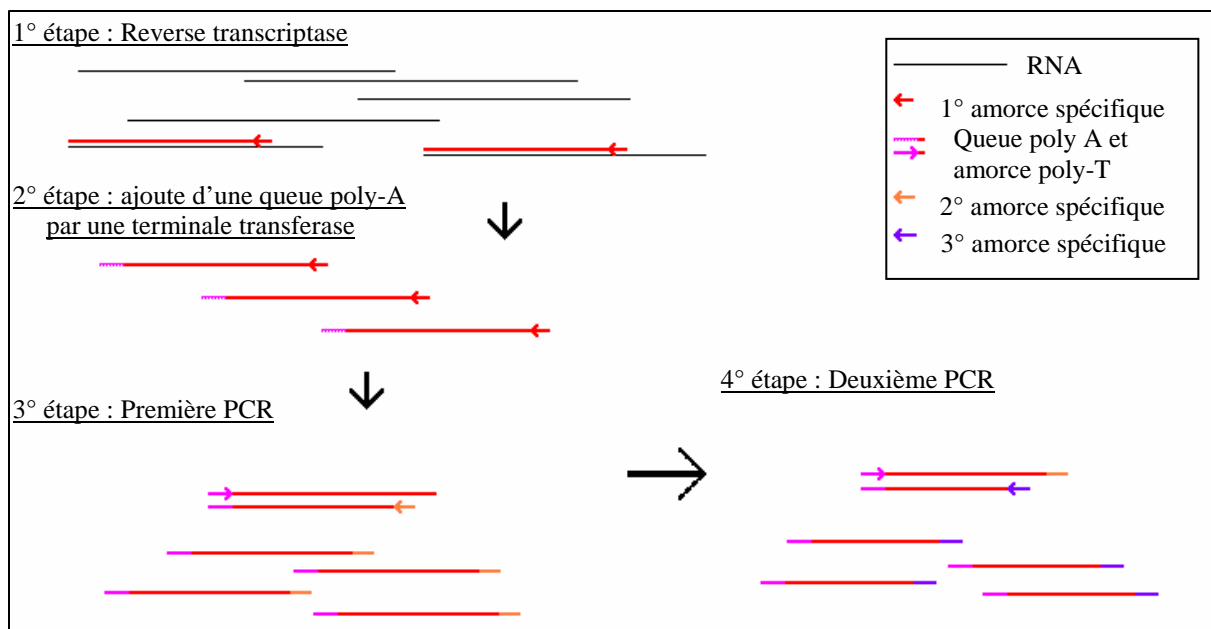 1° étape : Reverse transcriptase
RNA
1° amorce spécifique
Queue poly A et
amorce poly-T
2° amorce spécifique
3° amorce spécifique
2° étape : ajoute d’une queue poly-A
par une terminale transferase
3° étape : Première PCR
4° étape : Deuxième PCR